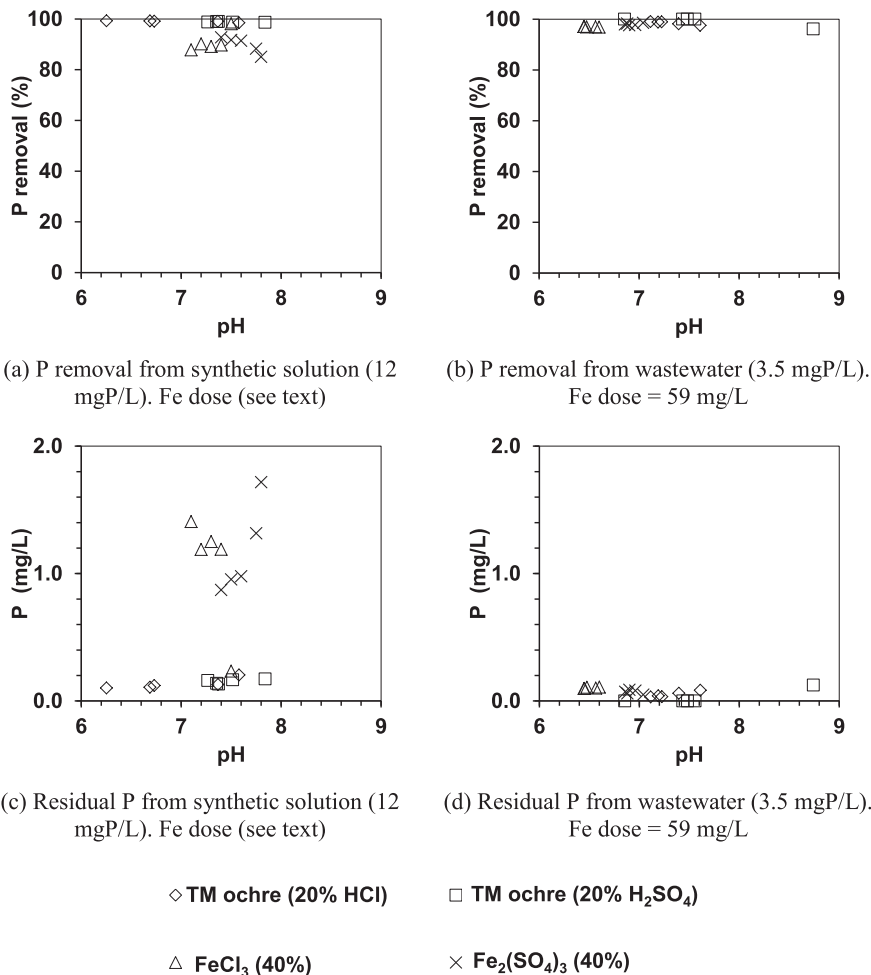 100
80
60
40
20
0
P removal (%)
6 7 8 9
pH
(a) P removal from synthetic solution (12
mgP/L). Fe dose (see text)
100
80
60
40
20
0
P removal (%)
6 7 8 9
pH
(b) P removal from wastewater (3.5 mgP/L).
Fe dose = 59 mg/L
2.0
1.0
0.0
P (mg/L)
6 7 8 9
pH
(c) Residual P from synthetic solution (12
mgP/L). Fe dose (see text)
2.0
1.0
0.0
P (mg/L)
6 7 8 9
pH
(d) Residual P from wastewater (3.5 mgP/L).
Fe dose = 59 mg/L
TM ochre (20% HCl)
TM ochre (20% H₂SO₄)
FeCl₃ (40%)
Fe₂(SO₄)₃ (40%)